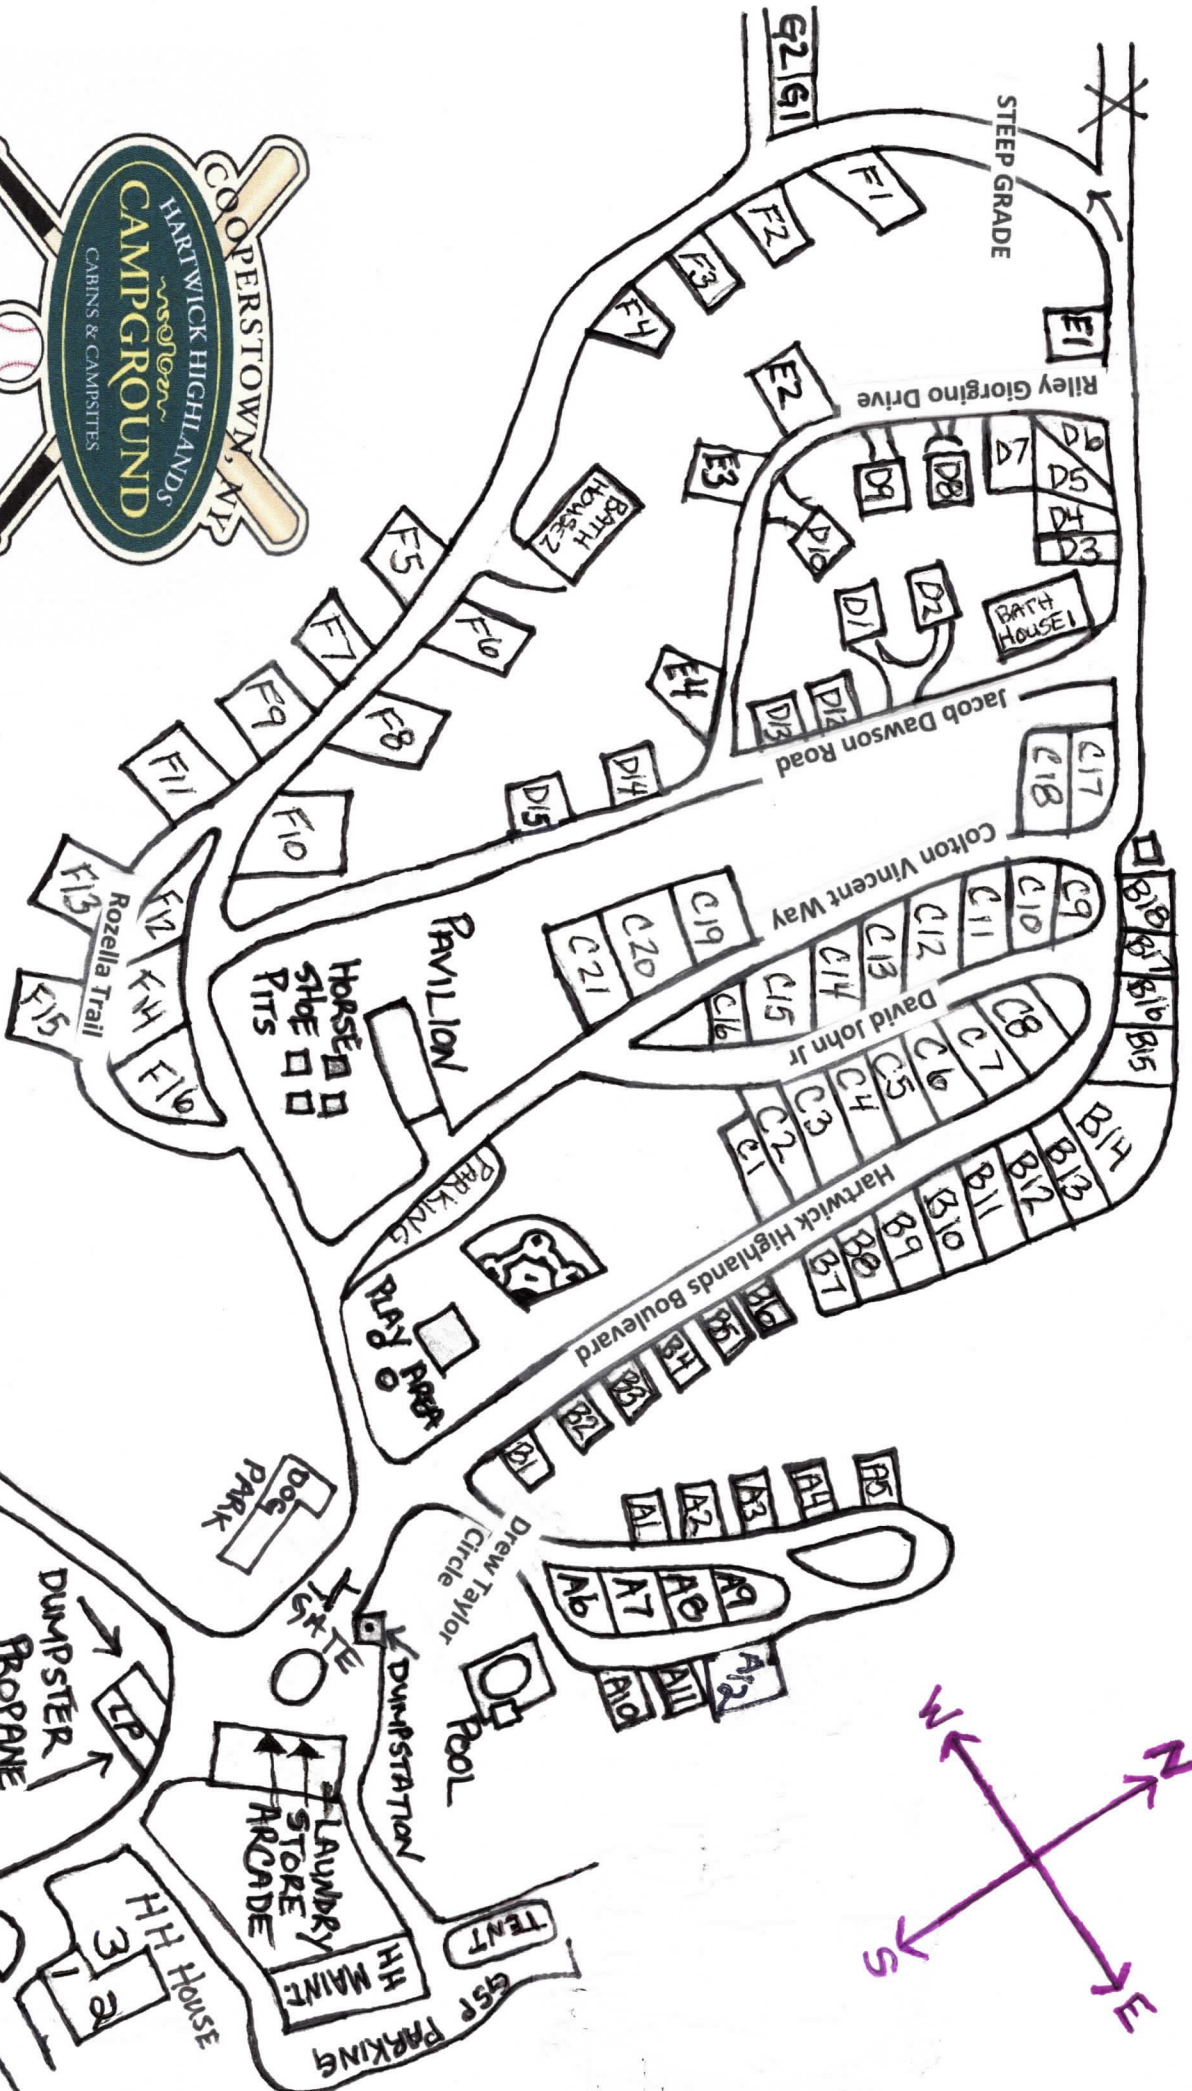 COOPERSTOWN, NY
HARTWICK HIGHLANDS
CAMPGROUND
CABINS & CAMPSITES
G2
G1
STEEP GRADE
F1
F2
F3
F4
E1
E2
E3
E4
Riley Giorgino Drive
D6
D5
D4
D3
D7
D8
D9
D10
D1
D2
BATH
HOUSE 1
BATH
HOUSE 2
D12
D13
D14
D15
Jacob Dawson Road
F5
F6
F7
F8
F9
F10
F11
F12
F13
F14
F15
F16
Rozella Trail
C17
C18
Colton Vincent Way
C19
C20
C21
C9
C10
C11
C12
C13
C14
C15
C16
David John Jr
C8
C7
C6
C5
C4
C3
C2
C1
B18
B17
B16
B15
B14
B13
B12
B11
B10
B9
B8
B7
B6
B5
B4
B3
B2
B1
Hartwick Highlands Boulevard
PAVILION
HORSE
SHOE
PITS
PARKING
PLAY AREA
DOG
PARK
A5
A4
A3
A2
A1
A9
A8
A7
A6
A12
A11
A10
Drew Taylor
Circle
POOL
GATE
DUMPSTATION
DUMPSTER
PROPANE
LP
LAUNDRY
STORE
ARCADE
TENT
HH
MAINT.
GSP PARKING
HH HOUSE
3
1
2
N
W
E
S